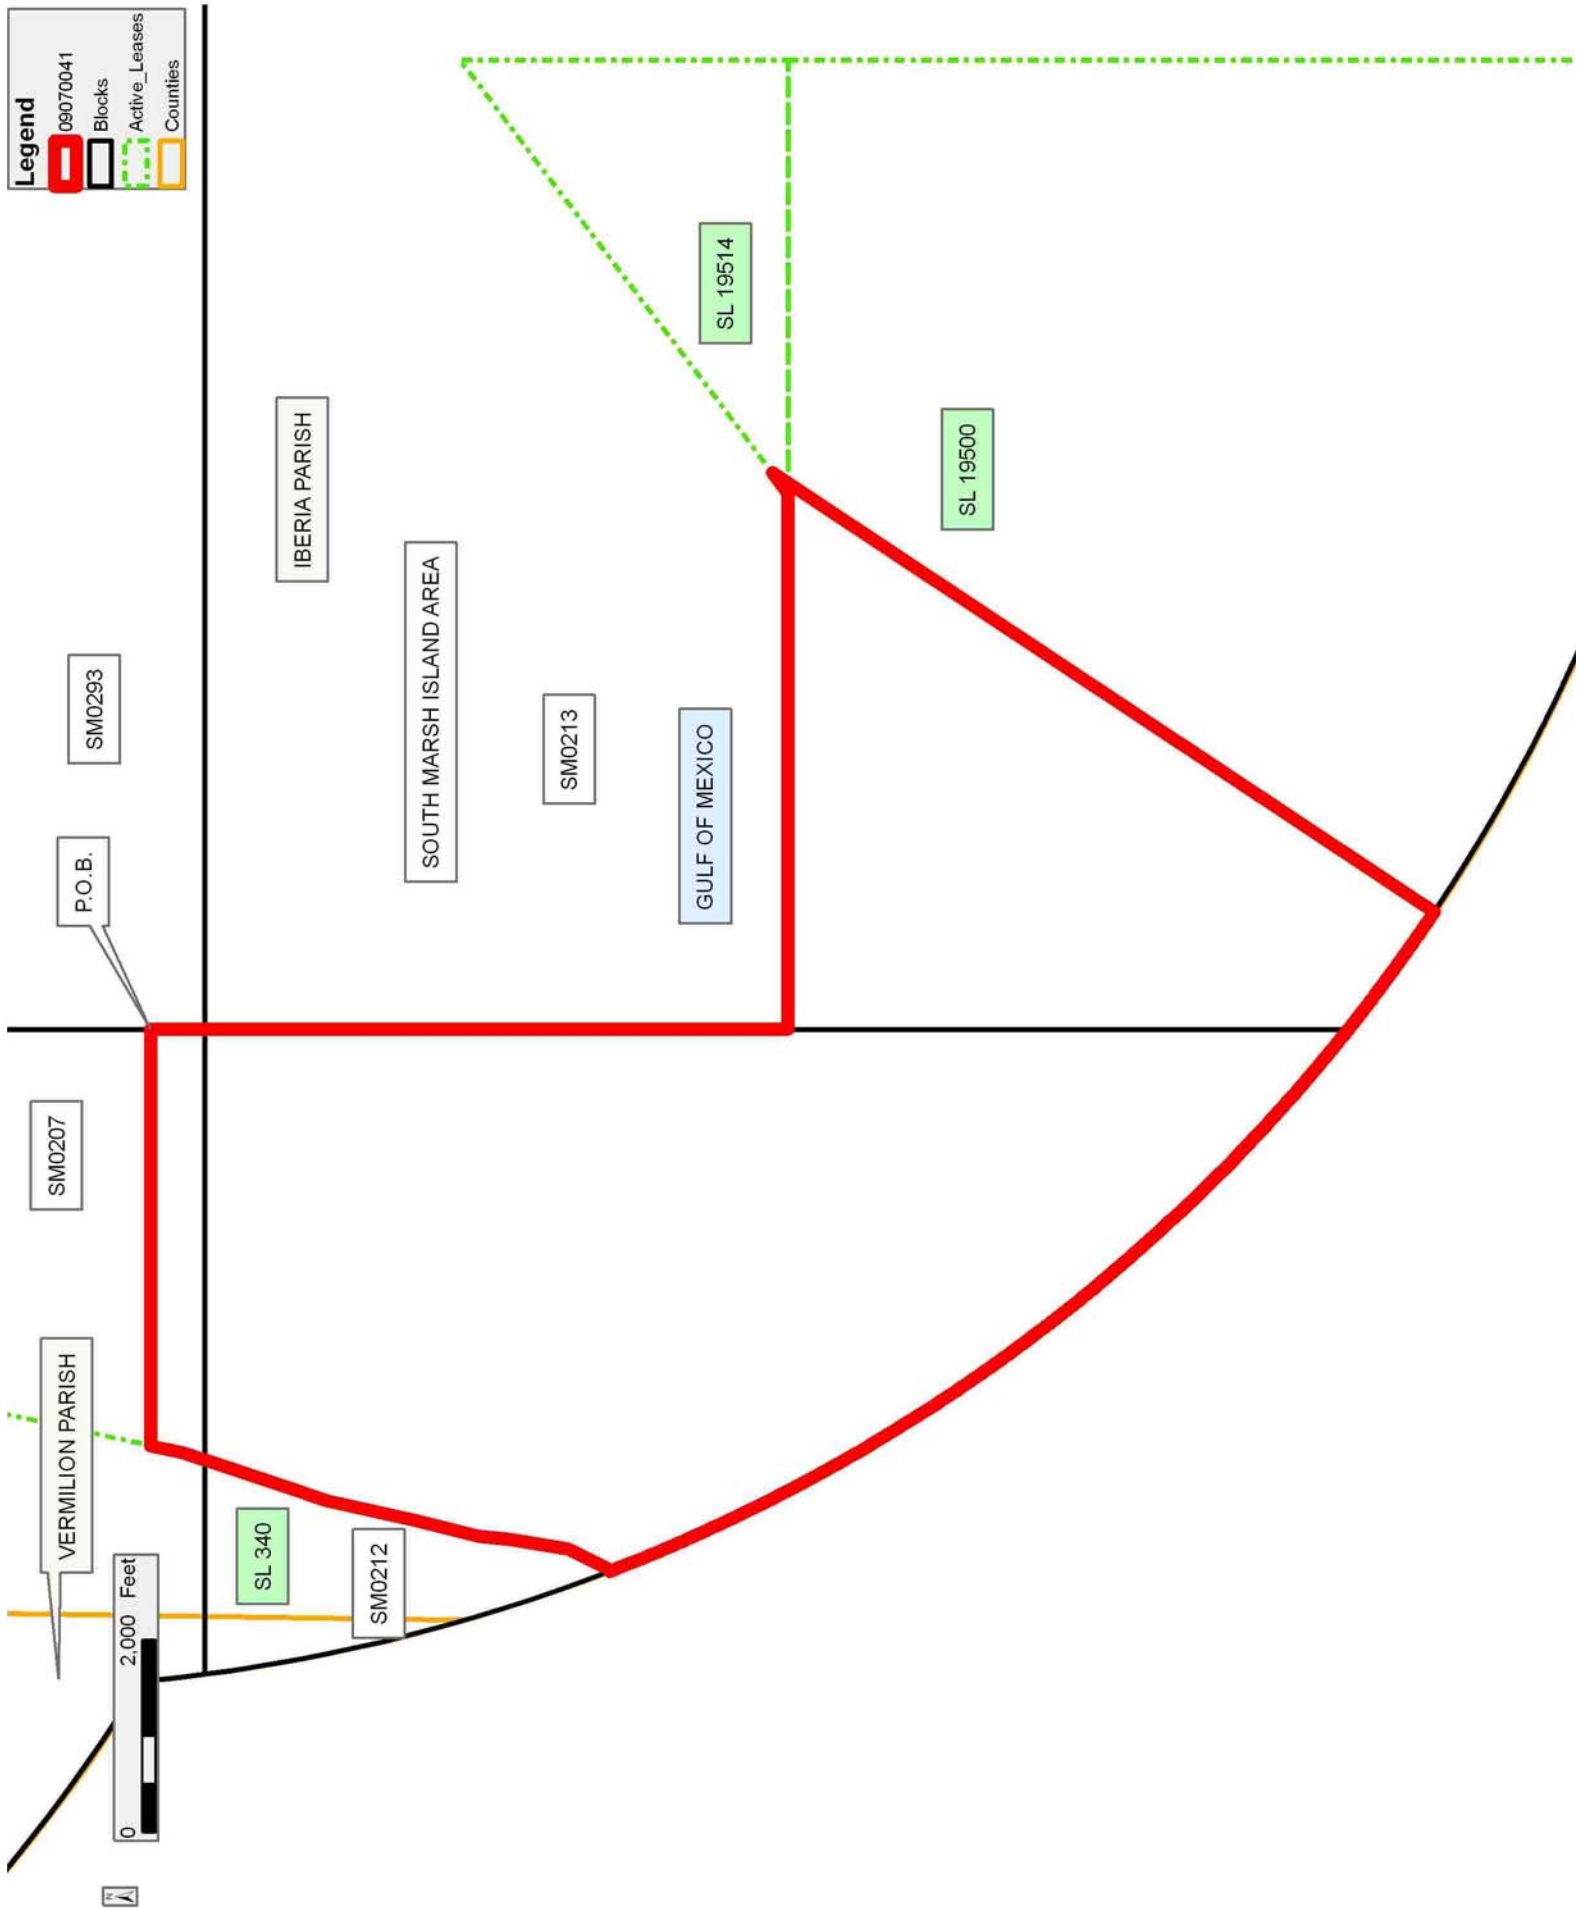 Legend
09070041
Blocks
Active_Leases
Counties
VERMILION PARISH
SM0207
P.O.B.
SM0293
0 2,000 Feet
N
SL 340
SM0212
IBERIA PARISH
SOUTH MARSH ISLAND AREA
SM0213
GULF OF MEXICO
SL 19514
SL 19500